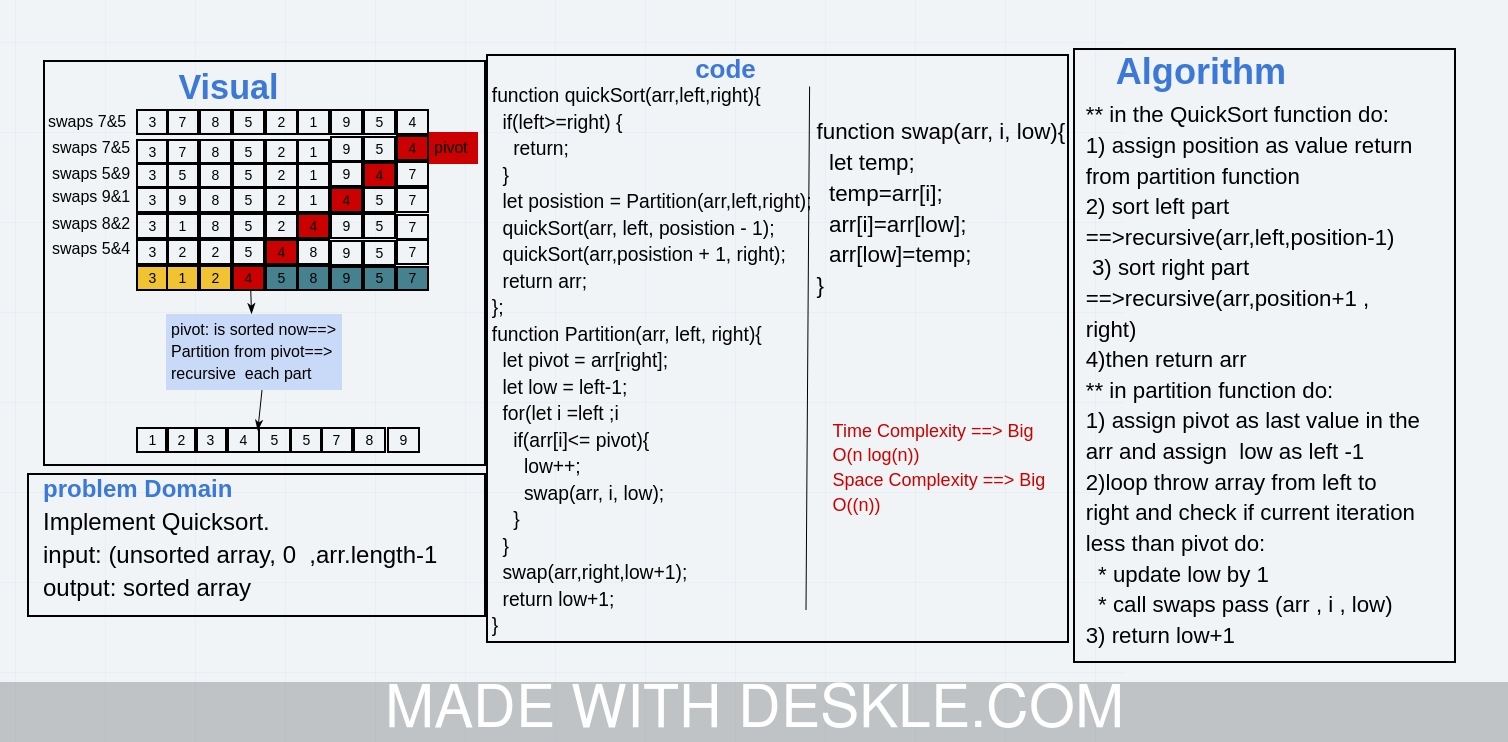 Visual
swaps 7&5 3 7 8 5 2 1 9 5 4
swaps 7&5 3 7 8 5 2 1 9 5 4 pivot
swaps 5&9 3 5 8 5 2 1 9 4 7
swaps 9&1 3 9 8 5 2 1 4 5 7
swaps 8&2 3 1 8 5 2 4 9 5 7
swaps 5&4 3 2 2 5 4 8 9 5 7
3 1 2 4 5 8 9 5 7
pivot: is sorted now==>
Partition from pivot==>
recursive each part
1 2 3 4 5 5 7 8 9
problem Domain
Implement Quicksort.
input: (unsorted array, 0 ,arr.length-1
output: sorted array
code
function quickSort(arr,left,right){
if(left>=right) {
return;
}
let posistion = Partition(arr,left,right);
quickSort(arr, left, posistion - 1);
quickSort(arr,posistion + 1, right);
return arr;
};
function Partition(arr, left, right){
let pivot = arr[right];
let low = left-1;
for(let i =left ;i
if(arr[i]<= pivot){
low++;
swap(arr, i, low);
}
}
swap(arr,right,low+1);
return low+1;
}
function swap(arr, i, low){
let temp;
temp=arr[i];
arr[i]=arr[low];
arr[low]=temp;
}
Time Complexity ==> Big
O(n log(n))
Space Complexity ==> Big
O((n))
Algorithm
** in the QuickSort function do:
1) assign position as value return
from partition function
2) sort left part
==>recursive(arr,left,position-1)
3) sort right part
==>recursive(arr,position+1 ,
right)
4)then return arr
** in partition function do:
1) assign pivot as last value in the
arr and assign low as left -1
2)loop throw array from left to
right and check if current iteration
less than pivot do:
* update low by 1
* call swaps pass (arr , i , low)
3) return low+1
MADE WITH DESKLE.COM